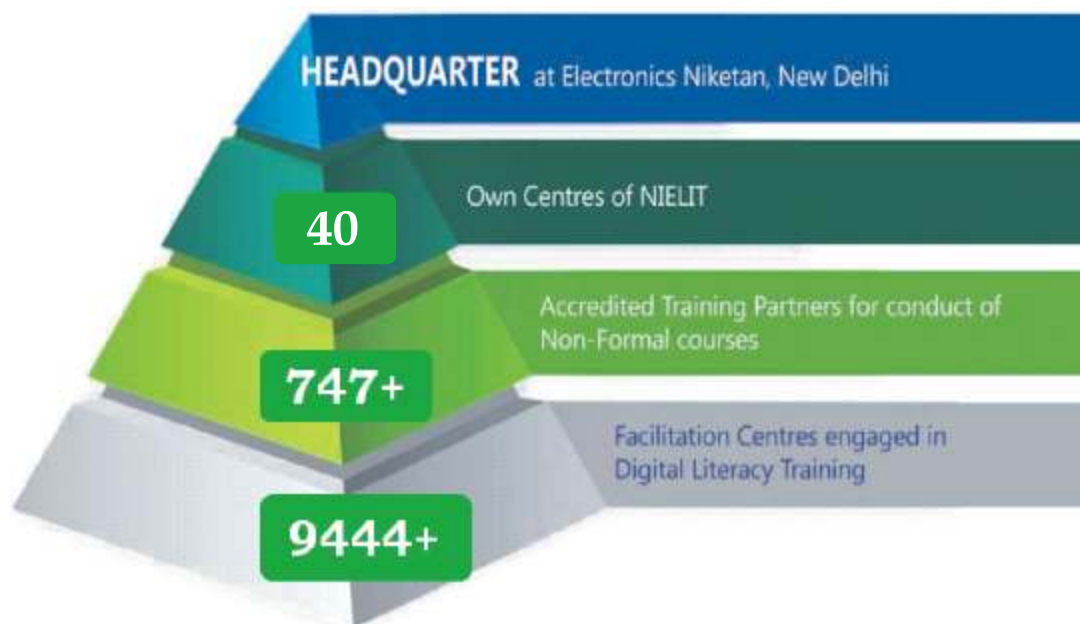 HEADQUARTER at Electronics Niketan, New Delhi
40
Own Centres of NIELIT
747+
Accredited Training Partners for conduct of
Non-Formal courses
9444+
Facilitation Centres engaged in
Digital Literacy Training